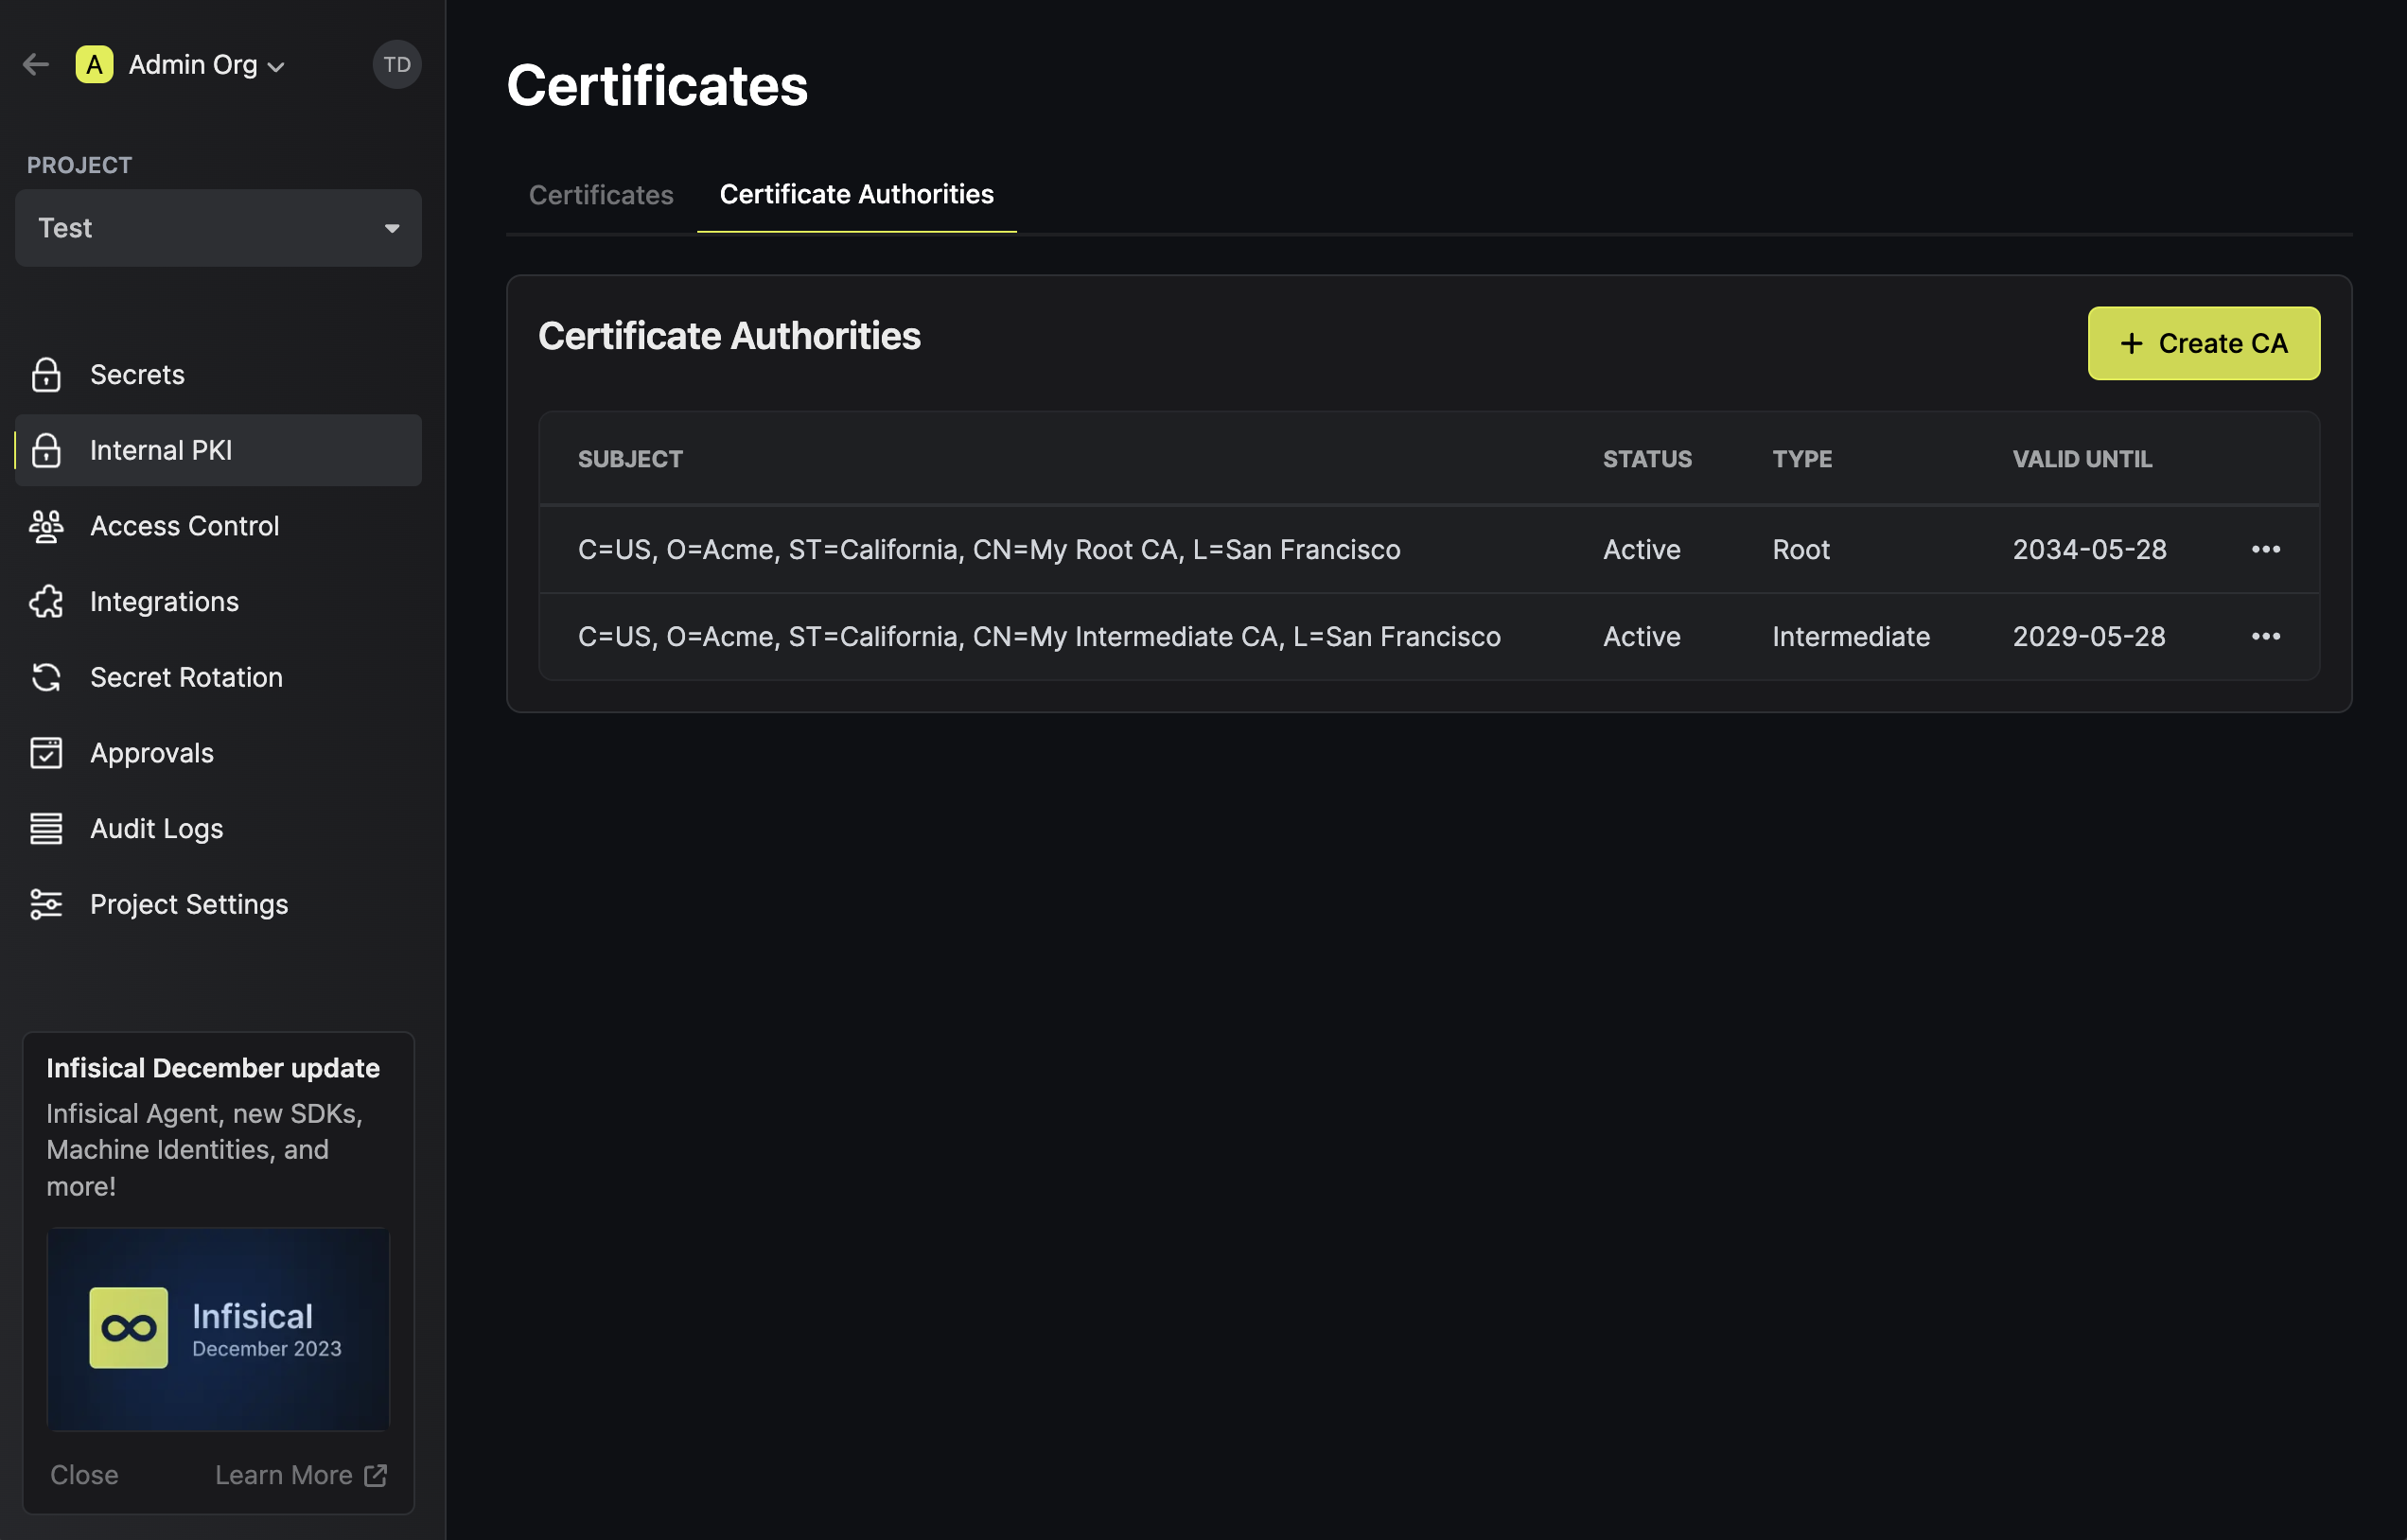 A Admin Org TD
PROJECT
Test
Secrets
Internal PKI
Access Control
Integrations
Secret Rotation
Approvals
Audit Logs
Project Settings
Infisical December update
Infisical Agent, new SDKs,
Machine Identities, and
more!
Infisical
December 2023
Close Learn More
Certificates
Certificates Certificate Authorities
Certificate Authorities
+ Create CA
SUBJECT STATUS TYPE VALID UNTIL
C=US, O=Acme, ST=California, CN=My Root CA, L=San Francisco Active Root 2034-05-28
C=US, O=Acme, ST=California, CN=My Intermediate CA, L=San Francisco Active Intermediate 2029-05-28